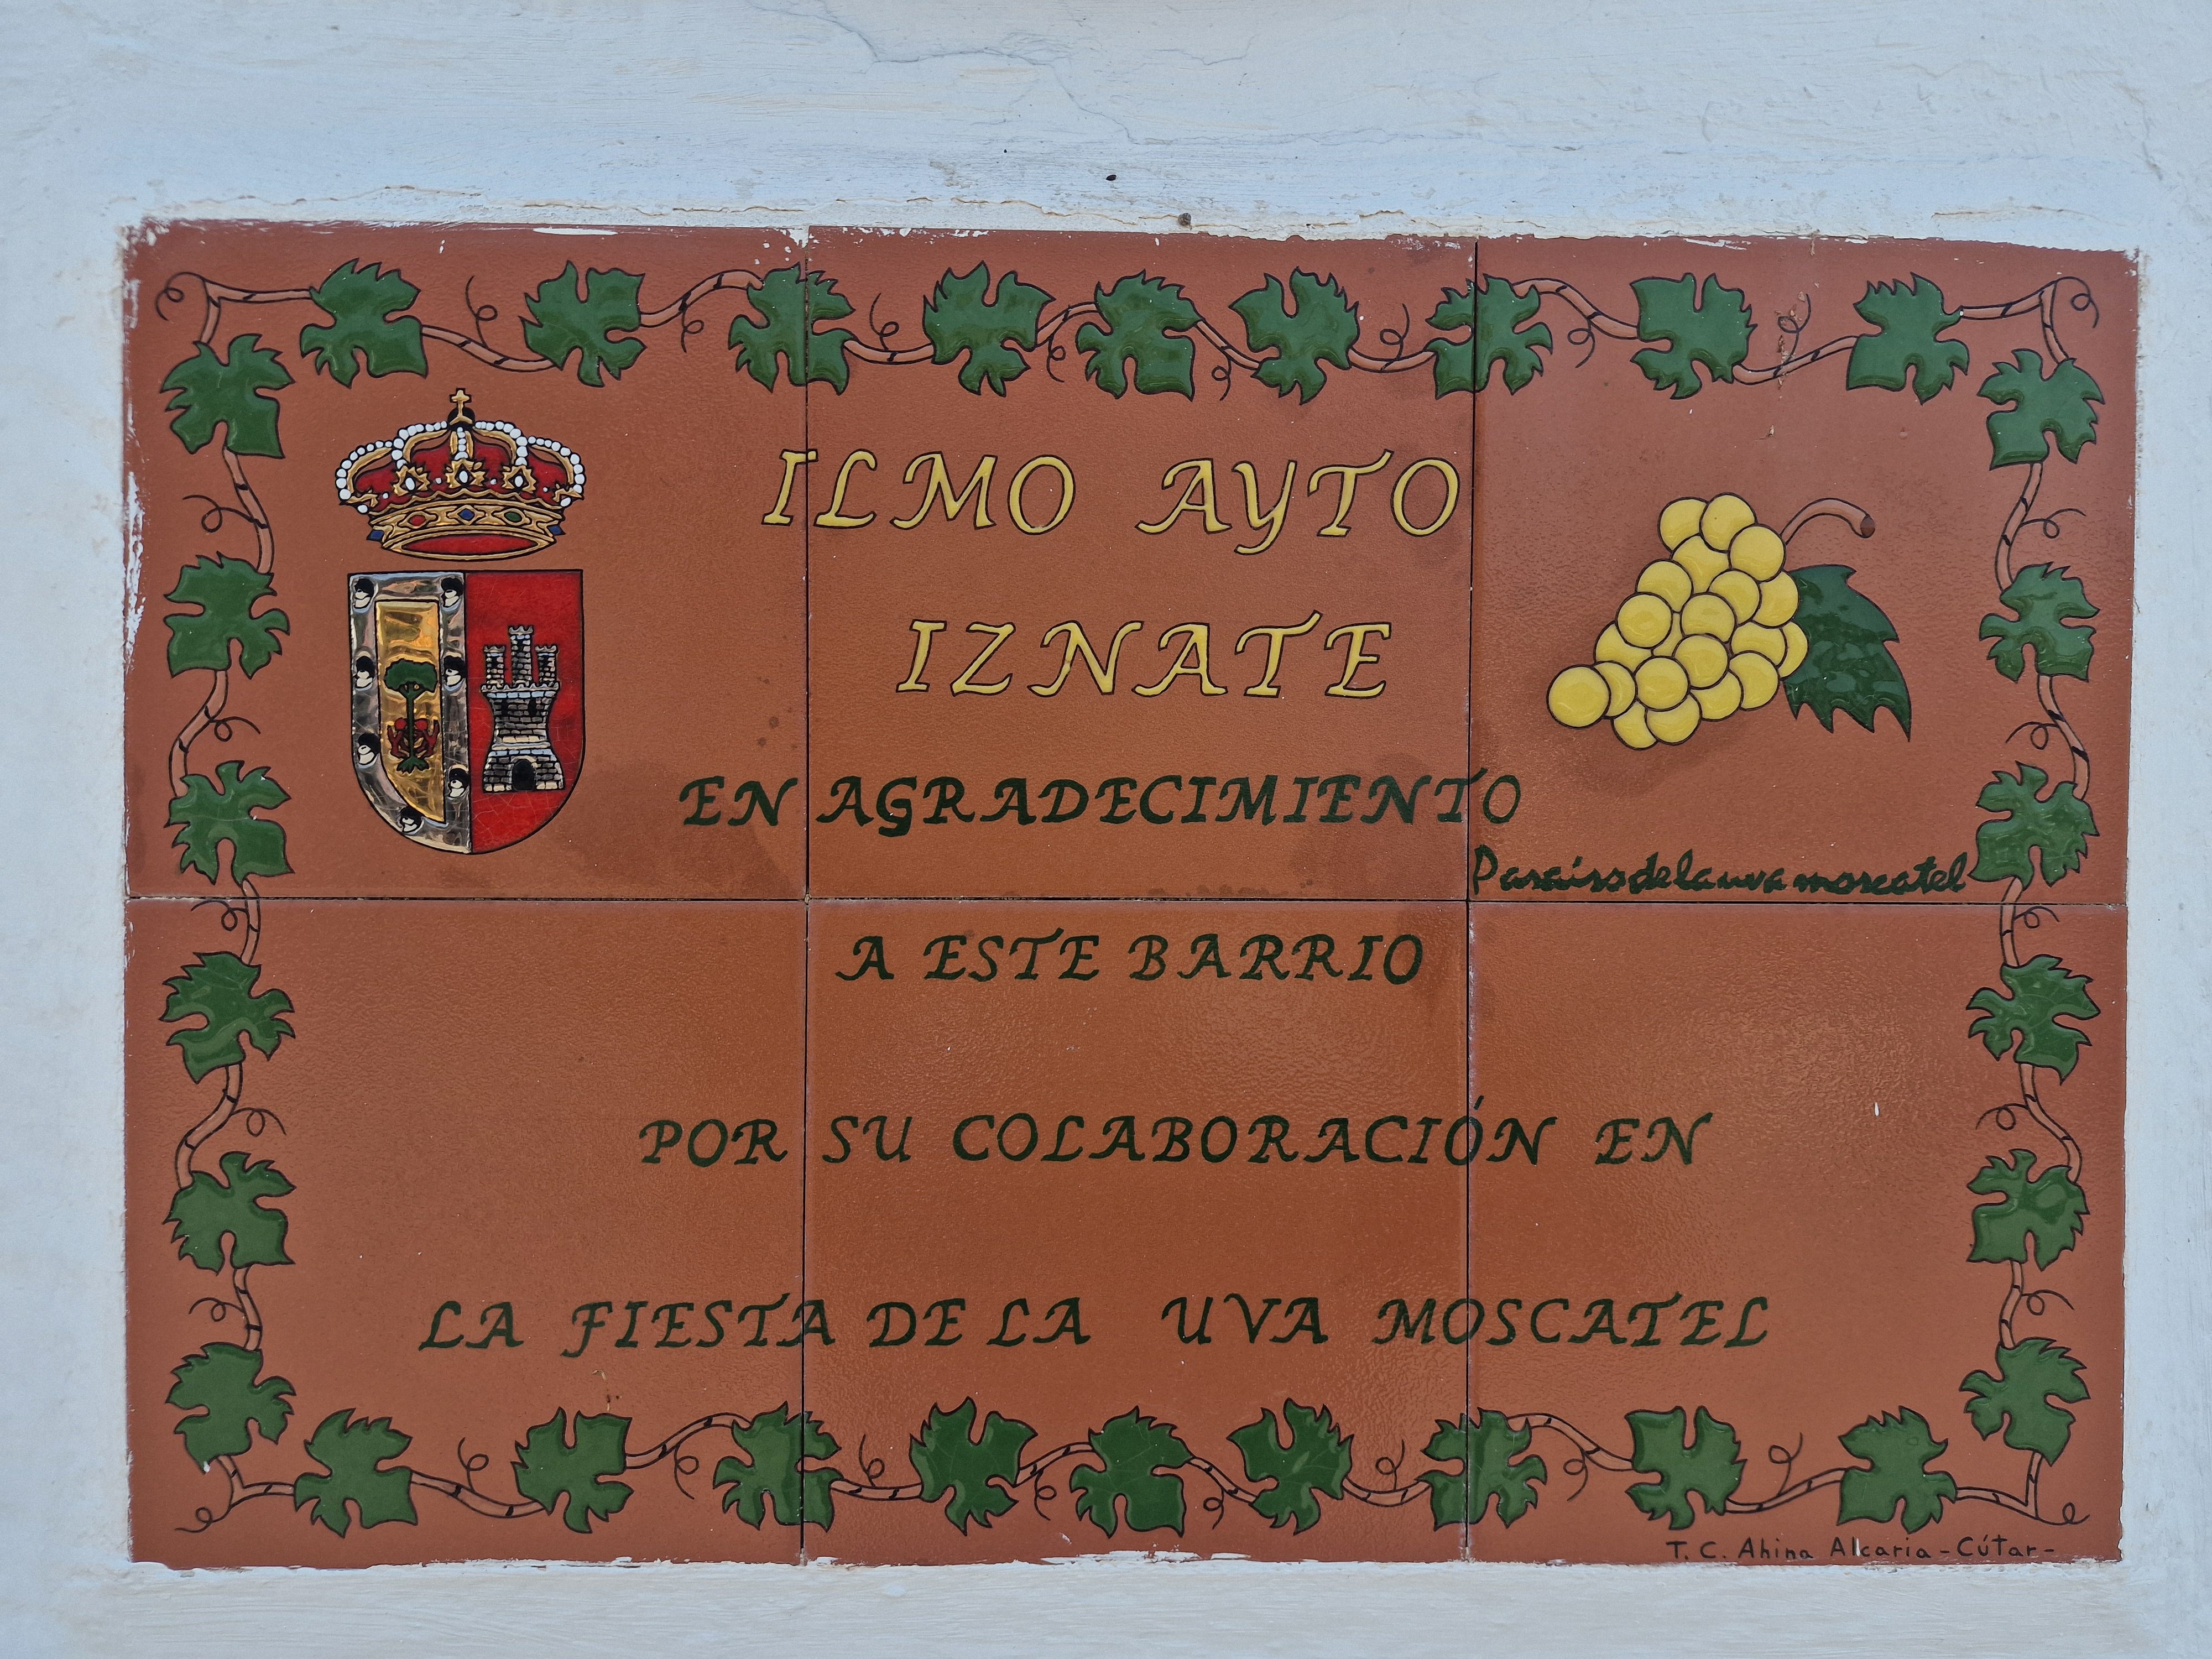 ILMO AYTO
IZNATE
EN AGRADECIMIENTO
Paraíso de la uva moscatel
A ESTE BARRIO
POR SU COLABORACIÓN EN
LA FIESTA DE LA UVA MOSCATEL
T. C. Ahina Alcaria - Cútar -